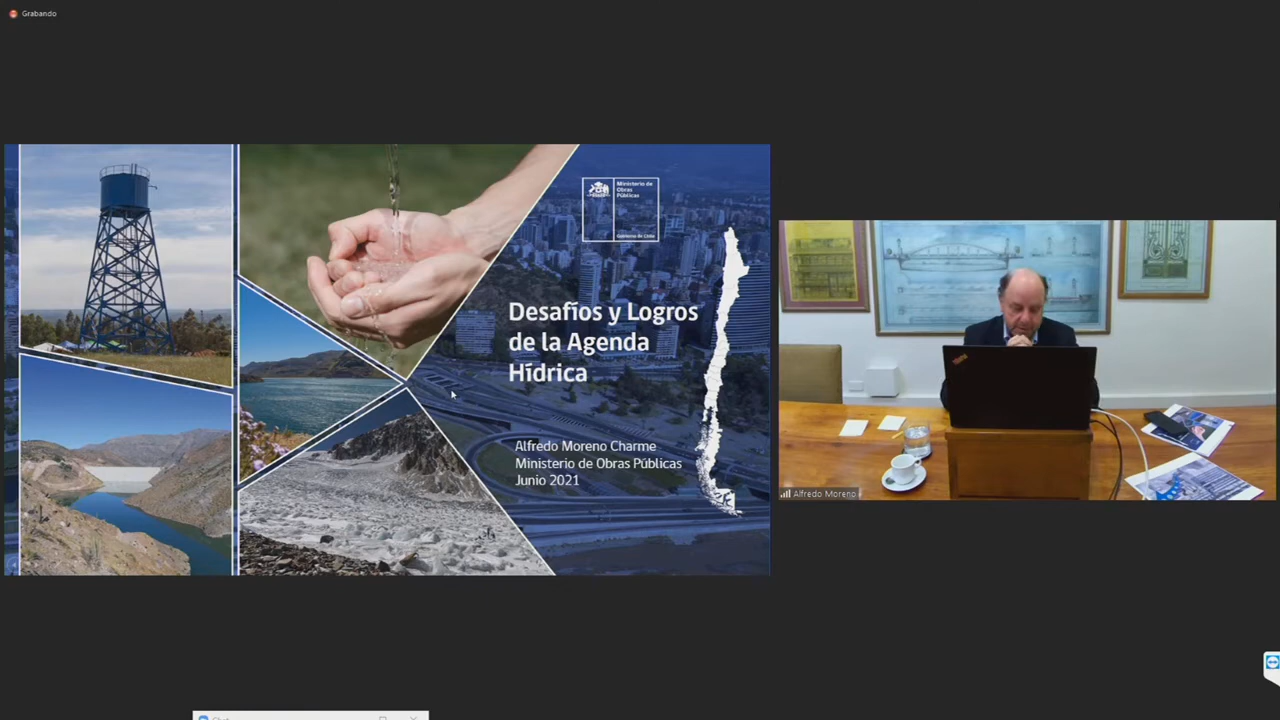 Grabando
Ministerio de
Obras
Públicas
Gobierno de Chile
Desafíos y Logros
de la Agenda
Hídrica
Alfredo Moreno Charme
Ministerio de Obras Públicas
Junio 2021
Alfredo Moreno